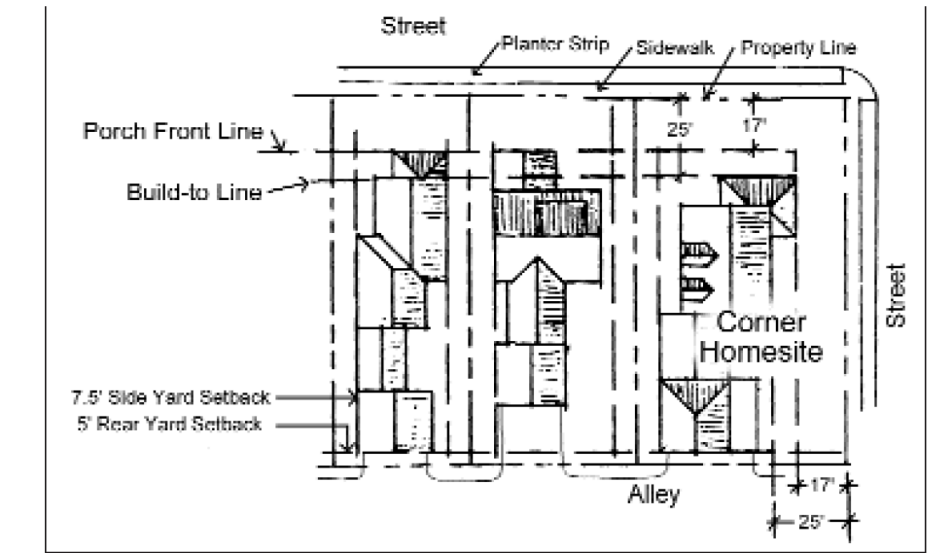 Street
Planter Strip
Sidewalk
Property Line
Porch Front Line
25'
17'
Build-to Line
Street
Corner
Homesite
7.5' Side Yard Setback
5' Rear Yard Setback
Alley
17'
25'